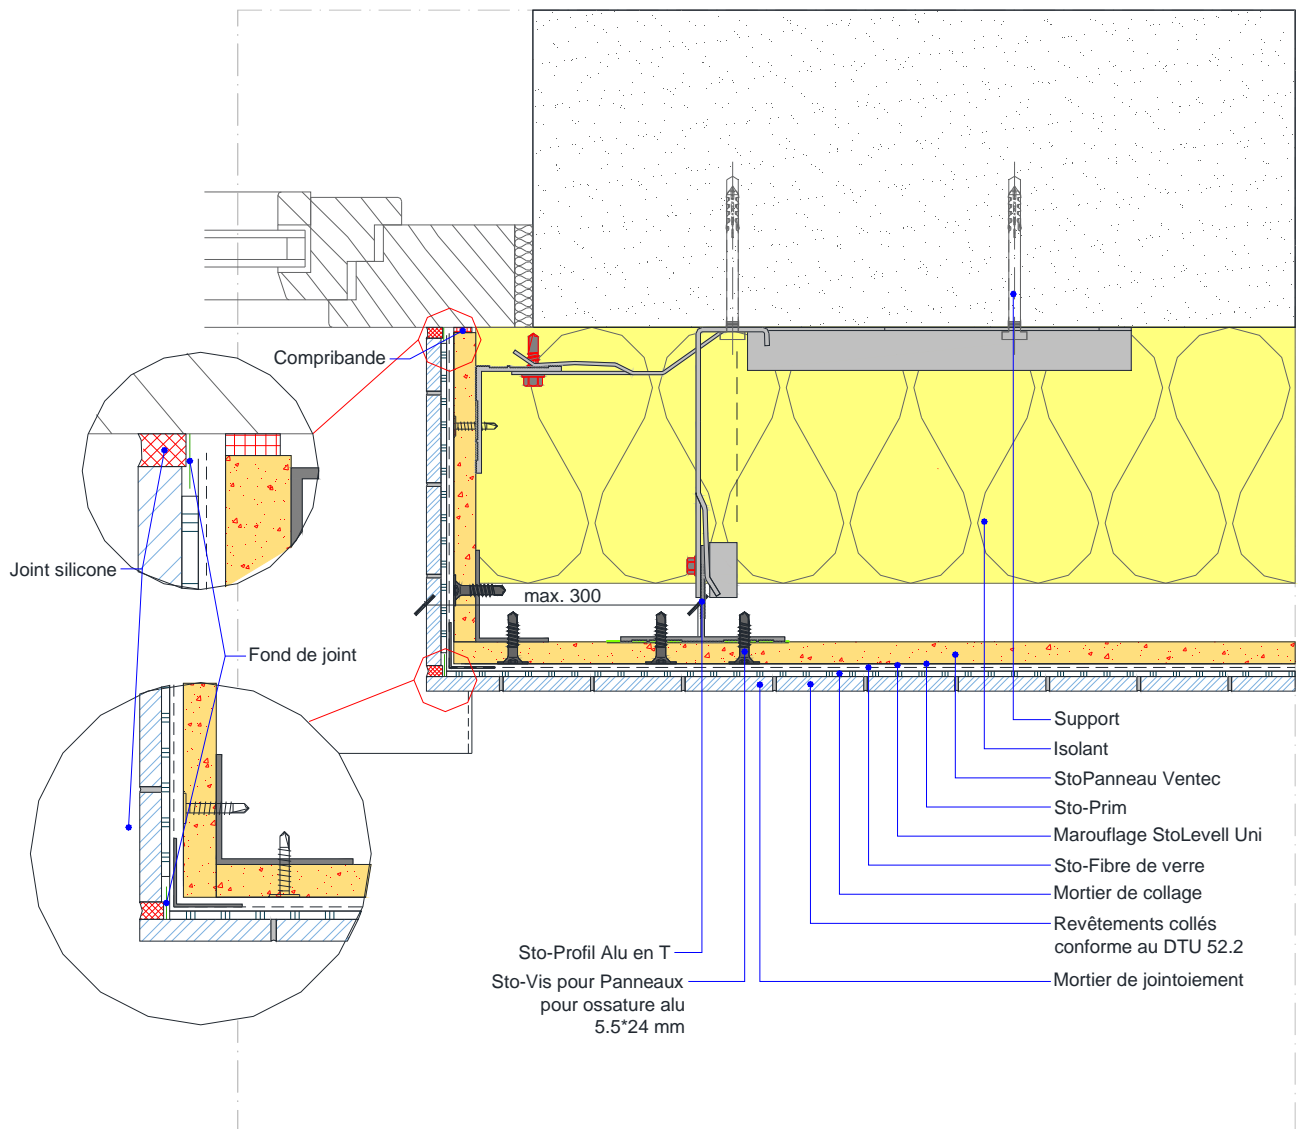 Compribande
Joint silicone
max. 300
Fond de joint
Support
Isolant
StoPanneau Ventec
Sto-Prim
Marouflage StoLevell Uni
Sto-Fibre de verre
Mortier de collage
Revêtements collés
conforme au DTU 52.2
Mortier de jointoiement
Sto-Profil Alu en T
Sto-Vis pour Panneaux
pour ossature alu
5.5*24 mm